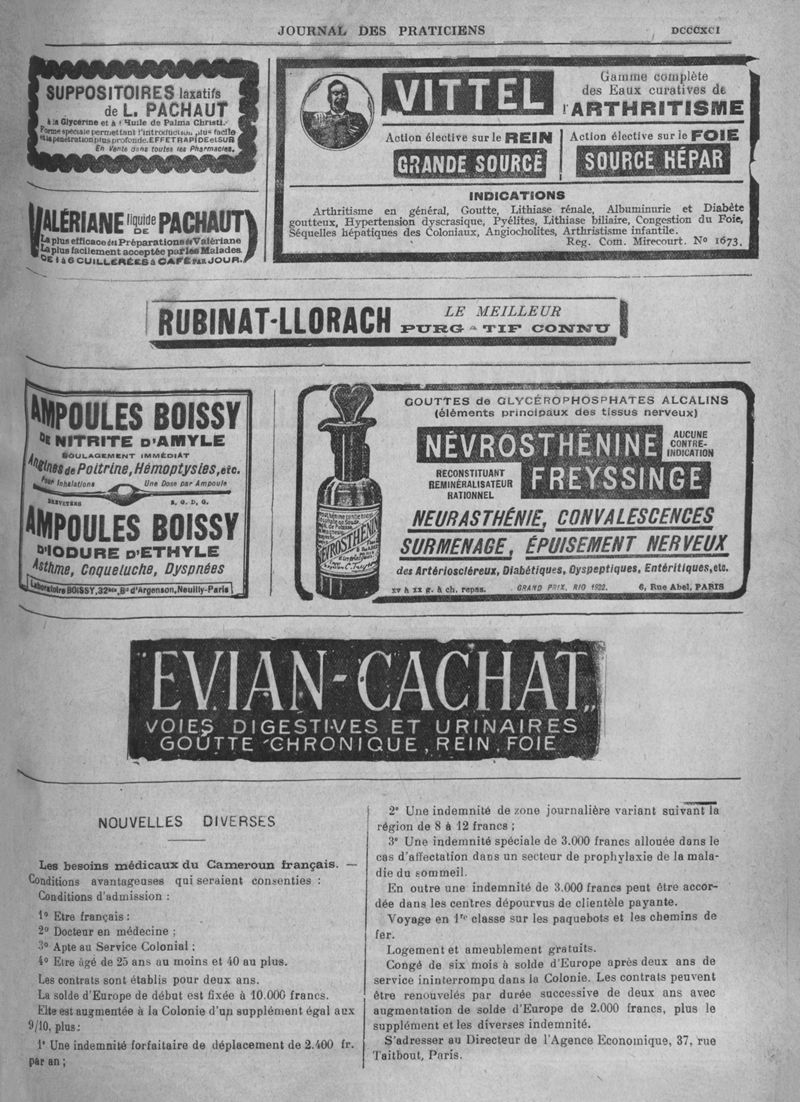 JOURNAL DES PRATICIENS
DCCCXCI
SUPPOSITOIRES laxatifs
de L. PACHAUT
à la Glycérine et à l'Huile de Palma Christi.
Forme spéciale permettant l'introduction plus facile
et la pénétration plus profonde. EFFET RAPIDE et SUR
En Vente dans toutes les Pharmacies.
VALÉRIANE liquide DE PACHAUT
La plus efficace des Préparations de Valériane
La plus facilement acceptée par les Malades
DE 1 à 6 CUILLERÉES à CAFÉ PAR JOUR.
VITTEL
Gamme complète
des Eaux curatives de
l'ARTHRITISME
Action élective sur le REIN
GRANDE SOURCE
Action élective sur le FOIE
SOURCE HÉPAR
INDICATIONS
Arthritisme en général, Goutte, Lithiase rénale, Albuminurie et Diabète
goutteux, Hypertension dyscrasique, Pyélites, Lithiase biliaire, Congestion du Foie,
Séquelles hépatiques des Coloniaux, Angiocholites, Arthristisme infantile.
Reg. Com. Mirecourt. No 1673.
RUBINAT-LLORACH
LE MEILLEUR
PURGATIF CONNU
AMPOULES BOISSY
DE NITRITE D'AMYLE
SOULAGEMENT IMMÉDIAT
Angines de Poitrine, Hémoptysies, etc.
Pour Inhalations
Une Dose par Ampoule
BREVETÉES
S. G. D. G.
AMPOULES BOISSY
D'IODURE D'ETHYLE
Asthme, Coqueluche, Dyspnées
Laboratoire BOISSY, 32bis, Bd d'Argenson, Neuilly-Paris
GOUTTES de GLYCÉROPHOSPHATES ALCALINS
(éléments principaux des tissus nerveux)
NÉVROSTHÉNINE
AUCUNE
CONTRE-
INDICATION
RECONSTITUANT
REMINÉRALISATEUR
RATIONNEL
FREYSSINGE
NEURASTHÉNIE, CONVALESCENCES
SURMENAGE, ÉPUISEMENT NERVEUX
des Artérioscléreux, Diabétiques, Dyspeptiques, Entéritiques, etc.
XV à XX g. à ch. repas.
GRAND PRIX, RIO 1922.
6, Rue Abel, PARIS
NÉVROSTHÉNINE
"EVIAN-CACHAT"
VOIES DIGESTIVES ET URINAIRES
GOUTTE CHRONIQUE, REIN, FOIE
NOUVELLES DIVERSES
Les besoins médicaux du Cameroun français. —
Conditions avantageuses qui seraient consenties :
Conditions d'admission :
1o Etre français :
2o Docteur en médecine ;
3o Apte au Service Colonial ;
4o Etre âgé de 25 ans au moins et 40 au plus.
Les contrats sont établis pour deux ans.
La solde d'Europe de début est fixée à 10.000 francs.
Elle est augmentée à la Colonie d'un supplément égal aux
9/10, plus:
1° Une indemnité forfaitaire de déplacement de 2.400 fr.
par an ;
2° Une indemnité de zone journalière variant suivant la
région de 8 à 12 francs ;
3° Une indemnité spéciale de 3.000 francs allouée dans le
cas d'affectation dans un secteur de prophylaxie de la mala-
die du sommeil.
En outre une indemnité de 3.000 francs peut être accor-
dée dans les centres dépourvus de clientèle payante.
Voyage en 1re classe sur les paquebots et les chemins de
fer.
Logement et ameublement gratuits.
Congé de six mois à solde d'Europe après deux ans de
service ininterrompu dans la Colonie. Les contrats peuvent
être renouvelés par durée successive de deux ans avec
augmentation de solde d'Europe de 2.000 francs, plus le
supplément et les diverses indemnité.
S'adresser au Directeur de l'Agence Economique, 37, rue
Taitbout, Paris.